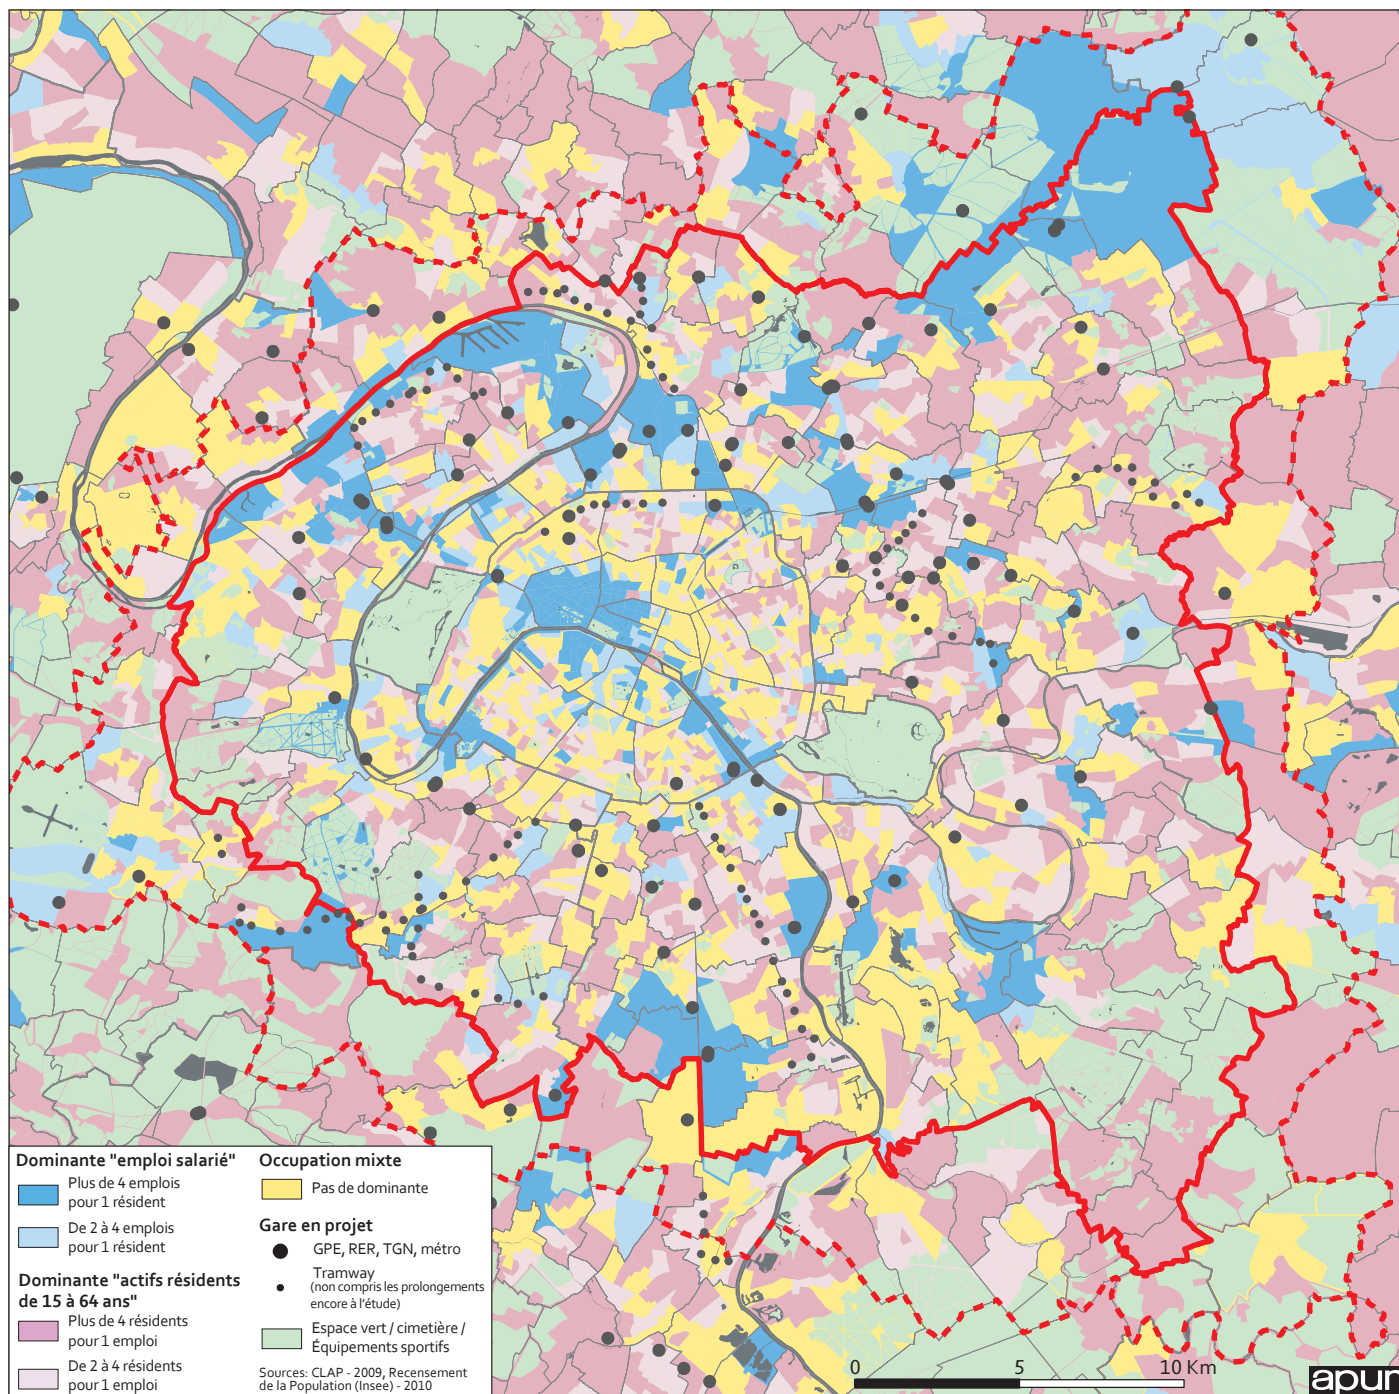 Dominante "emploi salarié"
Plus de 4 emplois
pour 1 résident
De 2 à 4 emplois
pour 1 résident
Dominante "actifs résidents
de 15 à 64 ans"
Plus de 4 résidents
pour 1 emploi
De 2 à 4 résidents
pour 1 emploi
Occupation mixte
Pas de dominante
Gare en projet
GPE, RER, TGN, métro
Tramway
(non compris les prolongements
encore à l'étude)
Espace vert / cimetière /
Équipements sportifs
Sources: CLAP - 2009, Recensement
de la Population (Insee) - 2010
0 5 10 Km
apur